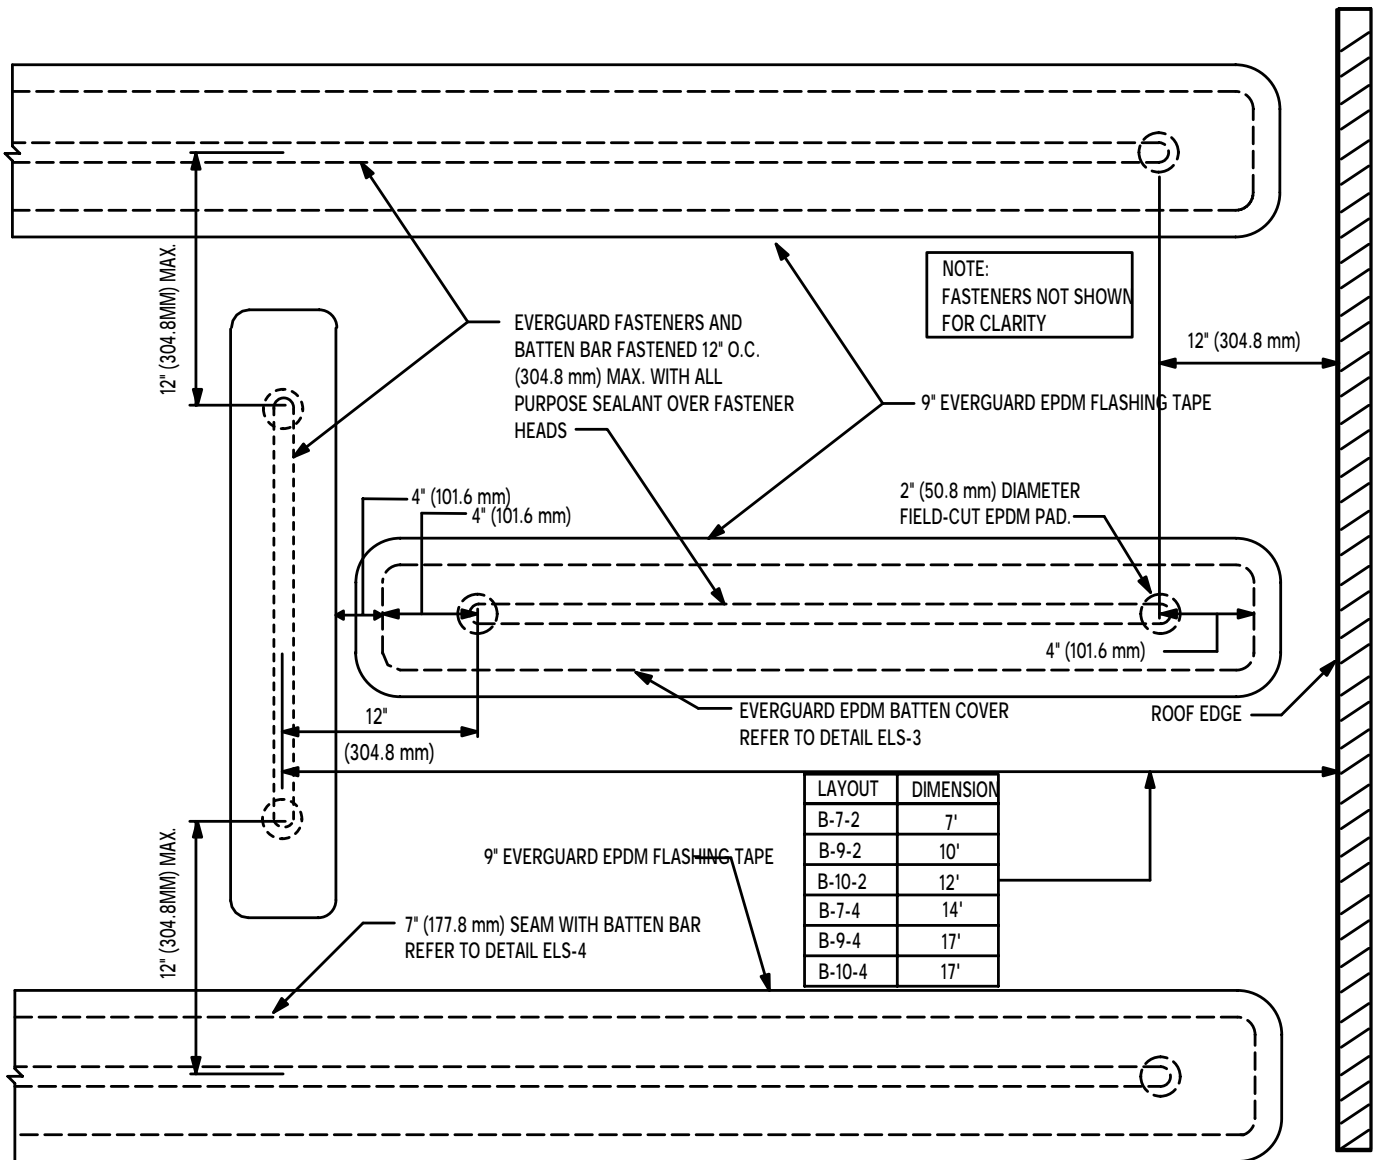 12" (304.8MM) MAX.
NOTE:
FASTENERS NOT SHOWN
FOR CLARITY
EVERGUARD FASTENERS AND
BATTEN BAR FASTENED 12" O.C.
(304.8 mm) MAX. WITH ALL
PURPOSE SEALANT OVER FASTENER
HEADS
12" (304.8 mm)
9" EVERGUARD EPDM FLASHING TAPE
4" (101.6 mm)
4" (101.6 mm)
2" (50.8 mm) DIAMETER
FIELD-CUT EPDM PAD.
4" (101.6 mm)
12"
(304.8 mm)
EVERGUARD EPDM BATTEN COVER
REFER TO DETAIL ELS-3
ROOF EDGE
LAYOUT DIMENSION
B-7-2 7'
B-9-2 10'
B-10-2 12'
B-7-4 14'
B-9-4 17'
B-10-4 17'
12" (304.8MM) MAX.
9" EVERGUARD EPDM FLASHING TAPE
7" (177.8 mm) SEAM WITH BATTEN BAR
REFER TO DETAIL ELS-4